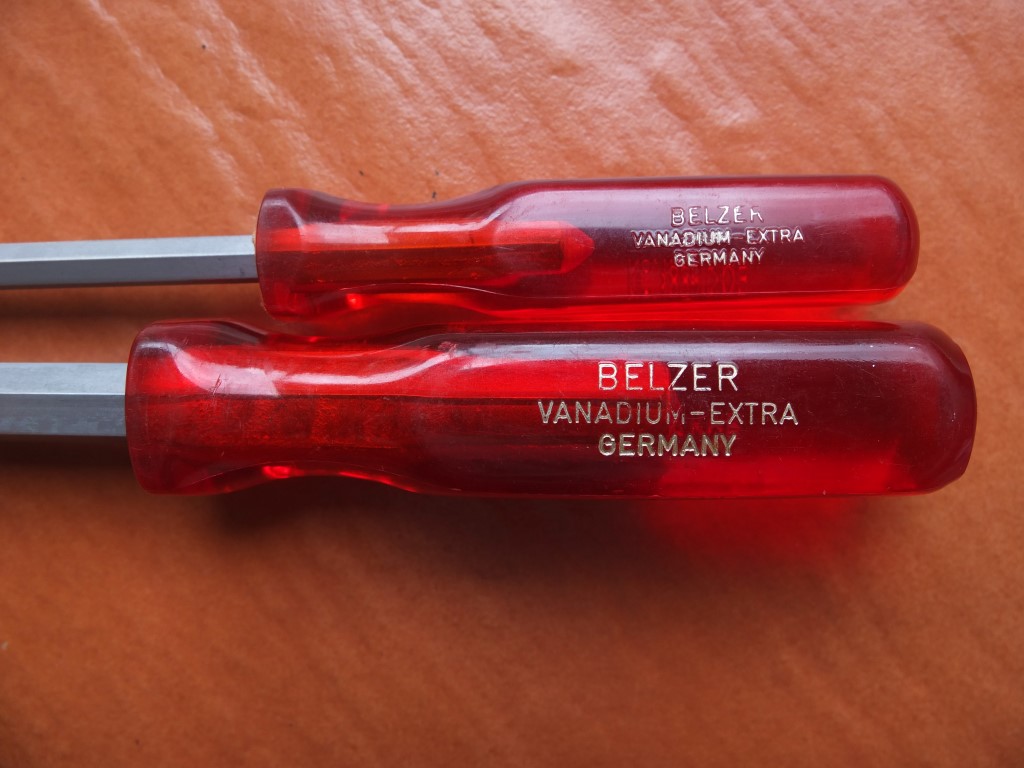 BELZER
VANADIUM-EXTRA
GERMANY
BELZER
VANADIUM-EXTRA
GERMANY